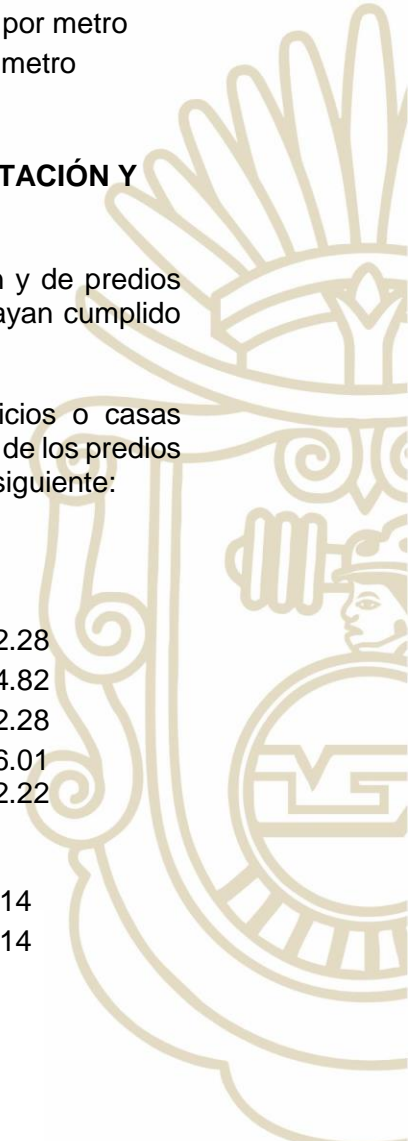 por metro
metro
TACIÓN Y
y de predios
ayan cumplido
icios o casas
de los predios
siguiente:
2.28
4.82
2.28
6.01
2.22
14
14